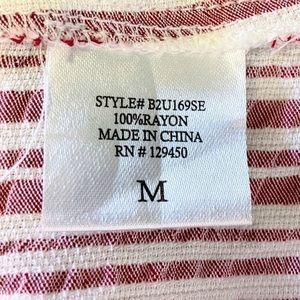 STYLE# B2U169SE
100%RAYON
MADE IN CHINA
RN # 129450
M